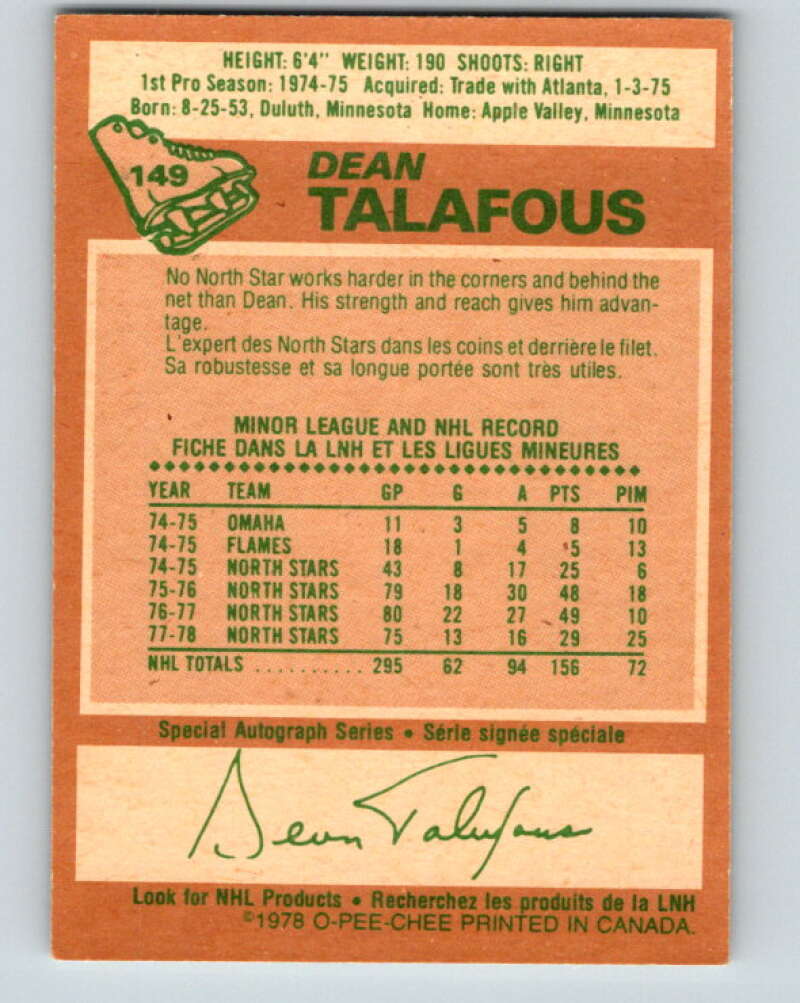 HEIGHT: 6'4" WEIGHT: 190 SHOOTS: RIGHT
1st Pro Season: 1974-75 Acquired: Trade with Atlanta, 1-3-75
Born: 8-25-53, Duluth, Minnesota Home: Apple Valley, Minnesota
149
DEAN
TALAFOUS
No North Star works harder in the corners and behind the
net than Dean. His strength and reach gives him advan-
tage.
L'expert des North Stars dans les coins et derrière le filet.
Sa robustesse et sa longue portée sont très utiles.
MINOR LEAGUE AND NHL RECORD
FICHE DANS LA LNH ET LES LIGUES MINEURES
YEAR TEAM GP G A PTS PIM
74-75 OMAHA 11 3 5 8 10
74-75 FLAMES 18 1 4 5 13
74-75 NORTH STARS 43 8 17 25 6
75-76 NORTH STARS 79 18 30 48 18
76-77 NORTH STARS 80 22 27 49 10
77-78 NORTH STARS 75 13 16 29 25
NHL TOTALS .......... 295 62 94 156 72
Special Autograph Series • Série signée spéciale
Dean Talafous
Look for NHL Products • Recherchez les produits de la LNH
©1978 O-PEE-CHEE PRINTED IN CANADA.